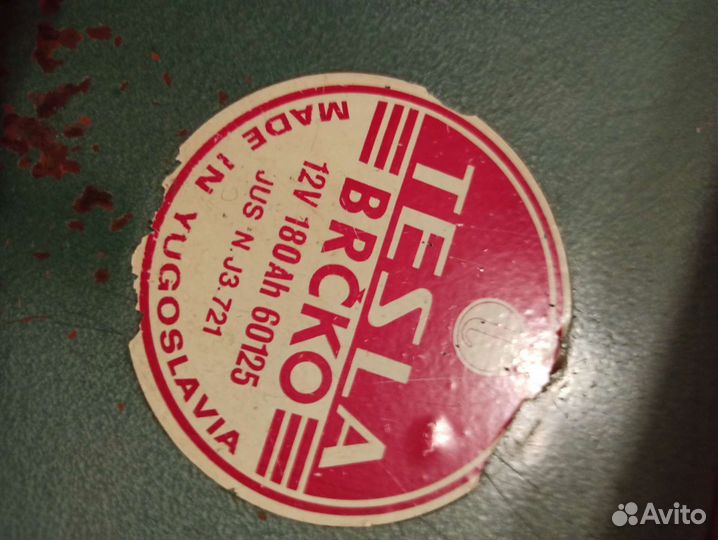 TESLA
BRČKO
12V 180Ah 60125
JUS N.J3.721
MADE IN YUGOSLAVIA
Avito